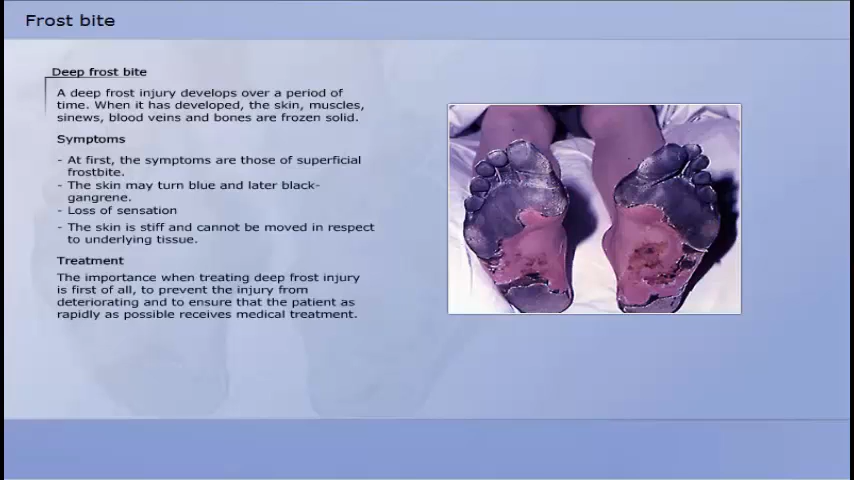 Frost bite
Deep frost bite
A deep frost injury develops over a period of
time. When it has developed, the skin, muscles,
sinews, blood veins and bones are frozen solid.
Symptoms
- At first, the symptoms are those of superficial
frostbite.
- The skin may turn blue and later black-
gangrene.
- Loss of sensation
- The skin is stiff and cannot be moved in respect
to underlying tissue.
Treatment
The importance when treating deep frost injury
is first of all, to prevent the injury from
deteriorating and to ensure that the patient as
rapidly as possible receives medical treatment.